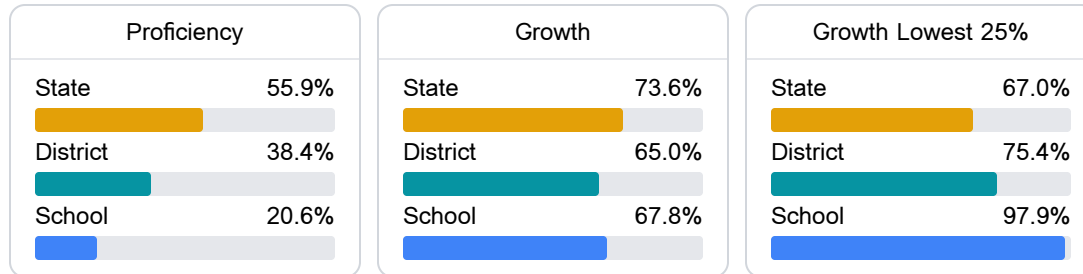 Proficiency
State 55.9%
District 38.4%
School 20.6%
Growth
State 73.6%
District 65.0%
School 67.8%
Growth Lowest 25%
State 67.0%
District 75.4%
School 97.9%